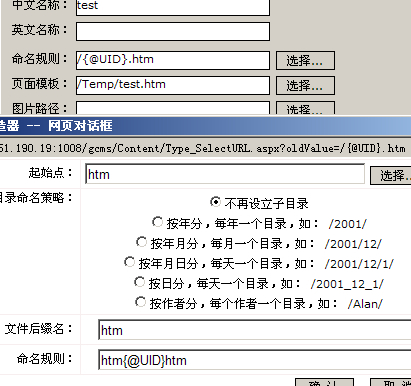 中文名称： test
英文名称：
命名规则： /{@UID}.htm 选择...
页面模板： /Temp/test.htm 选择...
图片路径：
造器 -- 网页对话框
51.190.19:1008/gcms/Content/Type_SelectURL.aspx?oldValue=/{@UID}.htm
起始点： htm 选择...
目录命名策略： 不再设立子目录
按年分，每年一个目录，如： /2001/
按年月分，每月一个目录，如： /2001/12/
按年月日分，每天一个目录，如： /2001/12/1/
按日分，每天一个目录，如： /2001_12_1/
按作者分，每个作者一个目录，如： /Alan/
文件后缀名： htm
命名规则： htm{@UID}htm
确 认 取 消